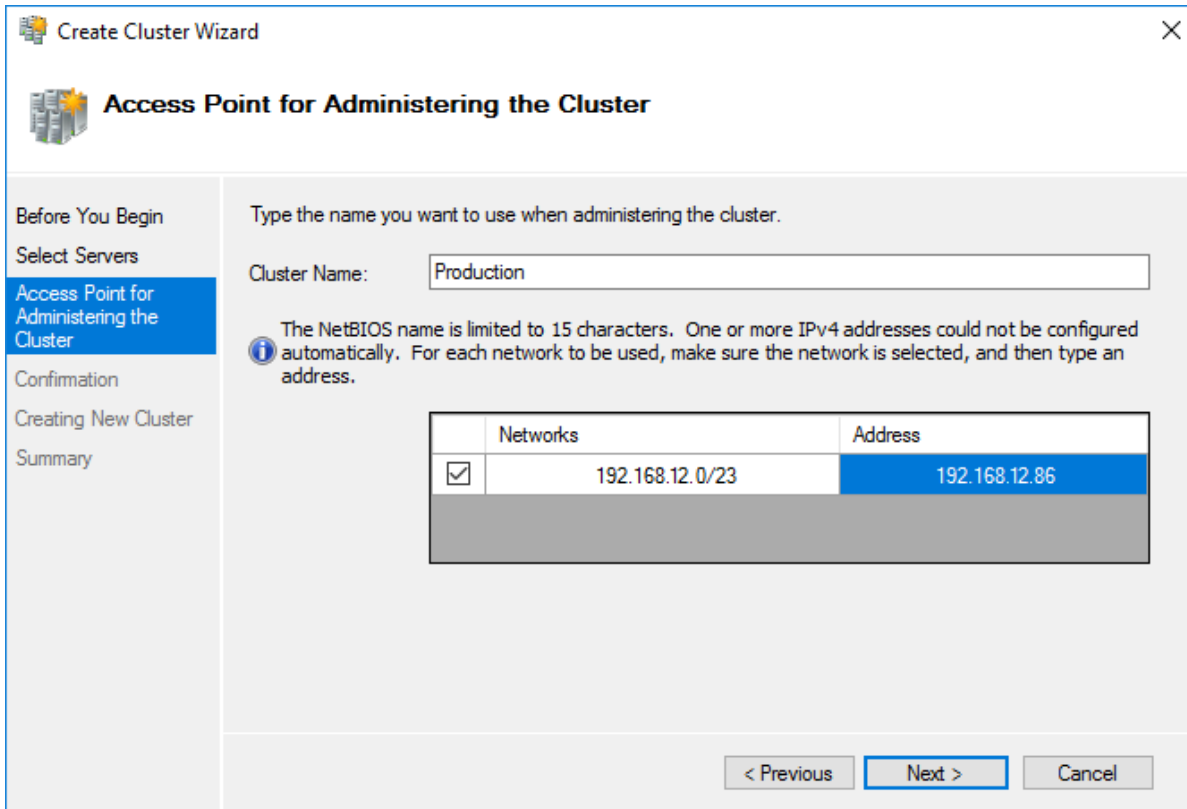 Create Cluster Wizard
Access Point for Administering the Cluster
Before You Begin
Select Servers
Access Point for
Administering the
Cluster
Confirmation
Creating New Cluster
Summary
Type the name you want to use when administering the cluster.
Cluster Name: Production
The NetBIOS name is limited to 15 characters.  One or more IPv4 addresses could not be configured
automatically.  For each network to be used, make sure the network is selected, and then type an
address.
Networks Address
192.168.12.0/23 192.168.12.86
< Previous Next > Cancel